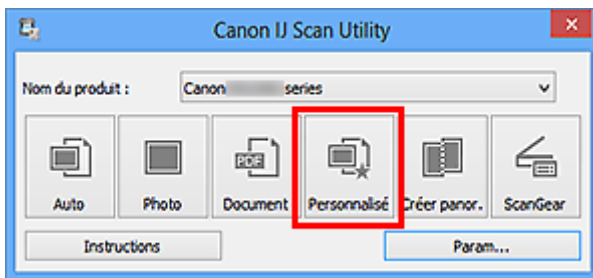 Canon IJ Scan Utility
Nom du produit :
Canon series
PDF
Auto
Photo
Document
Personnalisé
Créer panor.
ScanGear
Instructions
Param...